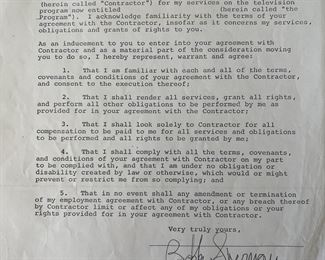 (herein called "Contractor") for my services on the television
program now entitled (herein called "the
Program"). I acknowledge familiarity with the terms of your
agreement with the Contractor, insofar as it concerns my services,
obligations and grants of rights to you.
As an inducement to you to enter into your agreement with
Contractor and as a material part of the consideration moving
you to do so, I hereby represent, warrant and agree:
1. That I am familiar with each and all of the terms,
covenants and conditions of your agreement with the Contractor,
and consent to the execution thereof;
2. That I shall render all services, grant all rights,
and perform all other obligations to be performed by me as
provided for in your agreement with the Contractor;
3. That I shall look solely to Contractor for all
compensation to be paid to me for all services and obligations
to be performed and all rights to be granted by me;
4. That I shall comply with all the terms, covenants,
and conditions of your agreement with Contractor on my part
to be complied with, and that I am under no obligation or
disability created by law or otherwise, which would or might
prevent or restrict me from so complying; and
5. That in no event shall any amendment or termination
of my employment agreement with Contractor, or any breach thereof
by Contractor limit or affect any of my obligations or your
rights provided for in your agreement with Contractor.
Very truly yours,
Bobby Sherman